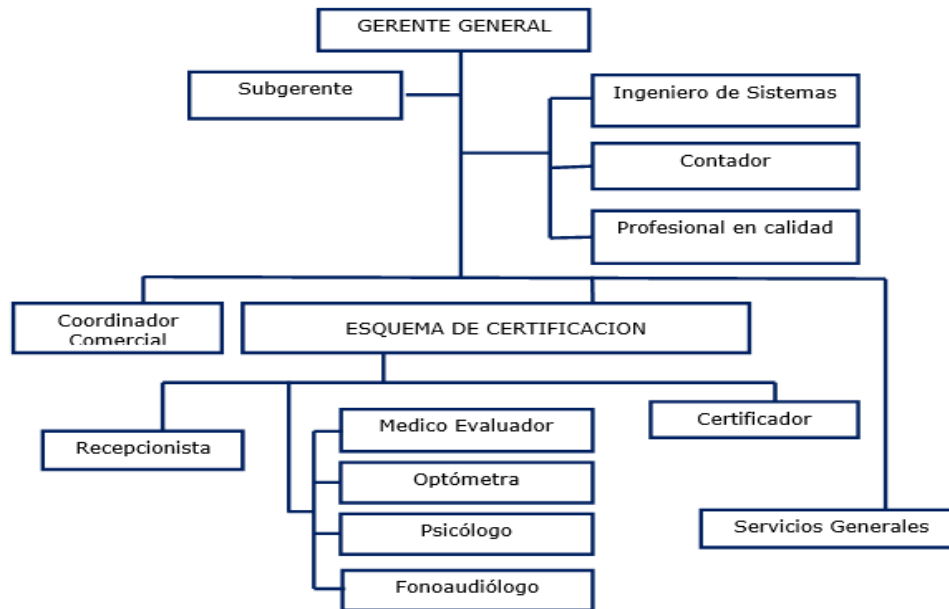 GERENTE GENERAL
Subgerente
Ingeniero de Sistemas
Contador
Profesional en calidad
Coordinador
Comercial
ESQUEMA DE CERTIFICACION
Recepcionista
Medico Evaluador
Certificador
Optómetra
Psicólogo
Servicios Generales
Fonoaudiólogo